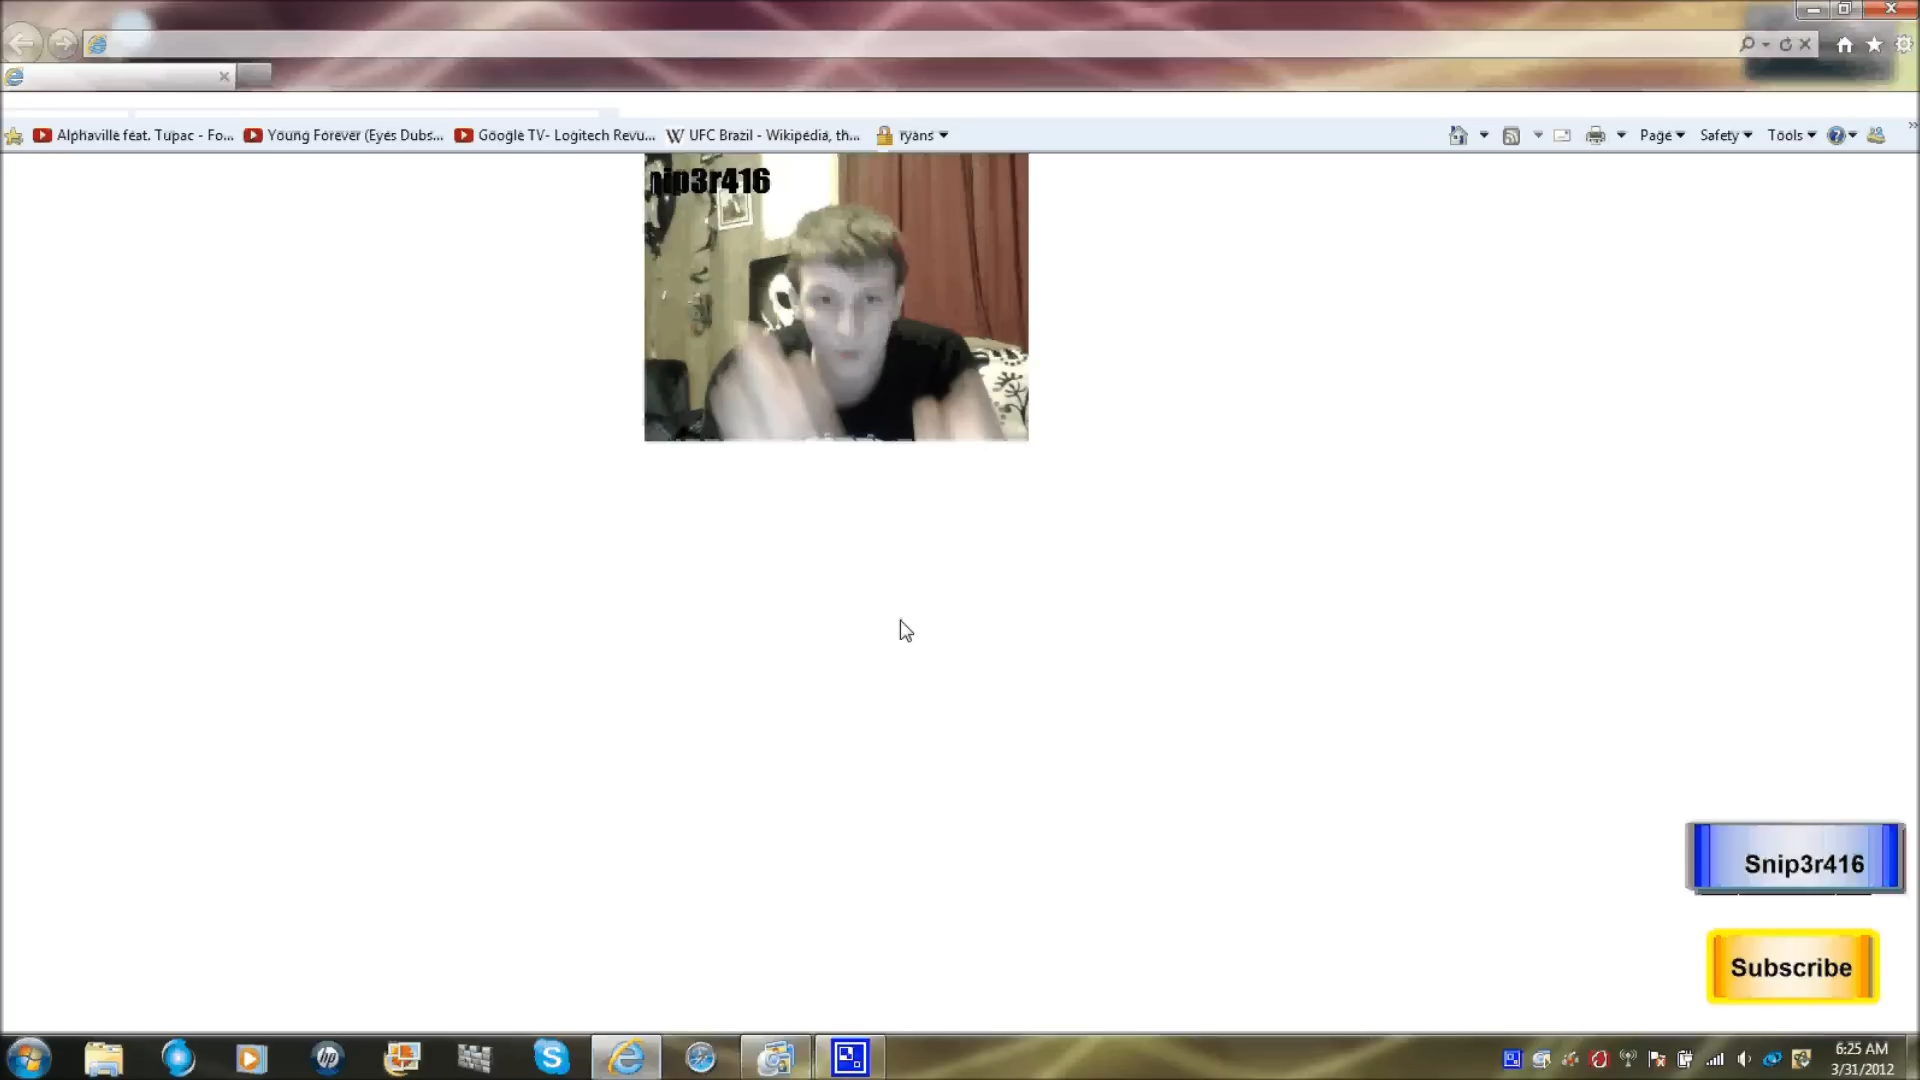 Alphaville feat. Tupac - Fo...
Young Forever (Eyes Dubs...
Google TV- Logitech Revu...
W UFC Brazil - Wikipedia, th...
ryans
Page
Safety
Tools
nip3r416
Snip3r416
Subscribe
hp
S
6:25 AM
3/31/2012